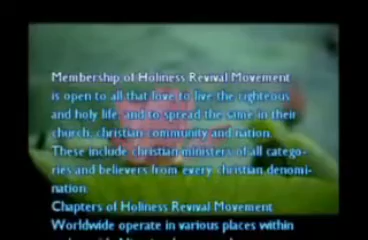 Membership of Holiness Revival Movement
is open to all that love to live the righteous
and holy life, and to spread the same in their
church, christian community and nation.
These include christian ministers of all catego-
ries and believers from every christian denomi-
nation.
Chapters of Holiness Revival Movement
Worldwide operate in various places within